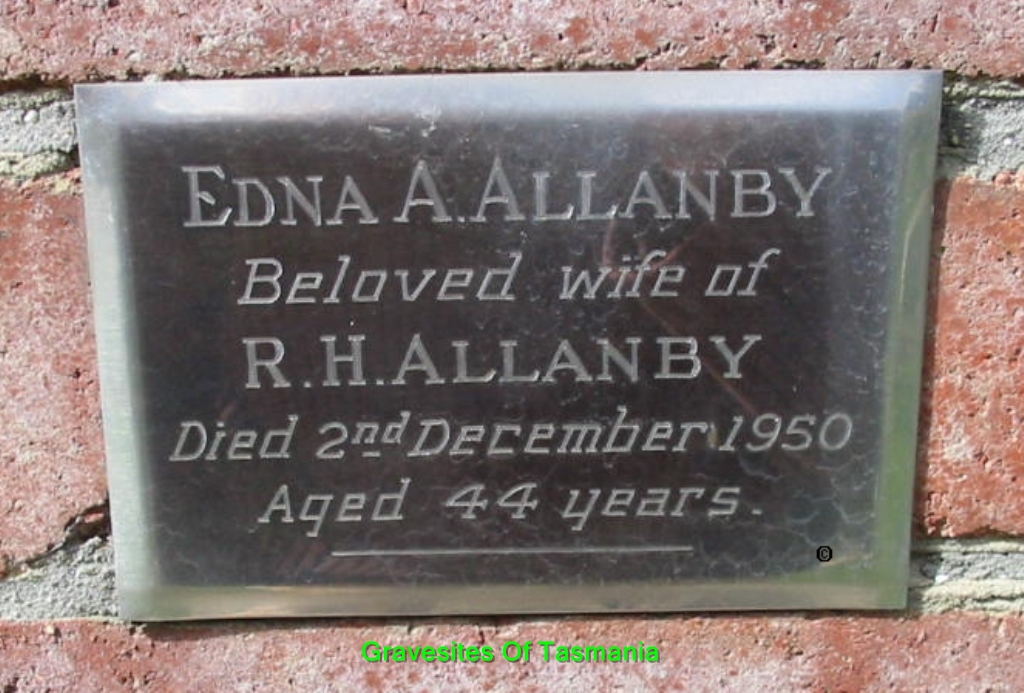 EDNA A. ALLANBY
Beloved wife of
R.H. ALLANBY
Died 2nd December 1950
Aged 44 years.
©
Gravesites Of Tasmania